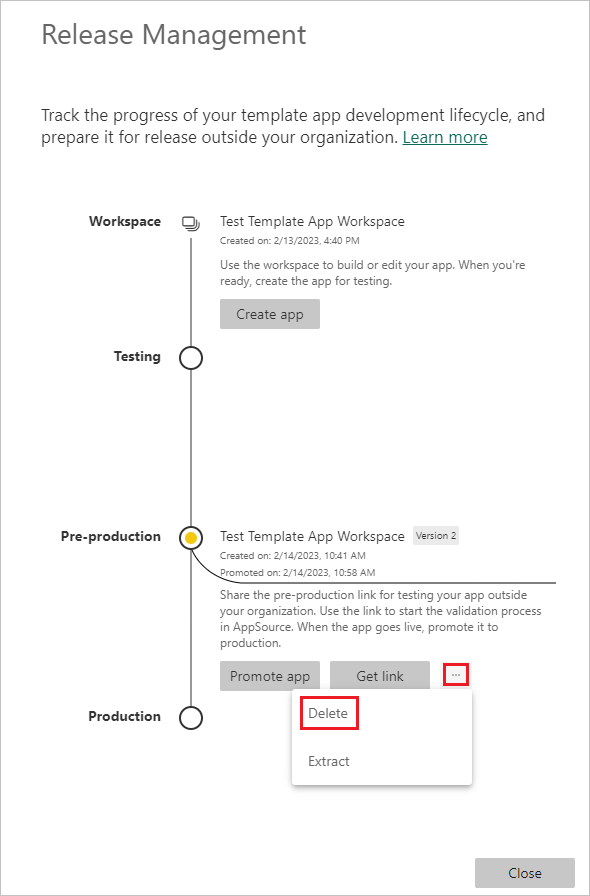 Release Management
Track the progress of your template app development lifecycle, and
prepare it for release outside your organization. Learn more
Workspace
Test Template App Workspace
Created on: 2/13/2023, 4:40 PM
Use the workspace to build or edit your app. When you're
ready, create the app for testing.
Create app
Testing
Pre-production
Test Template App Workspace Version 2
Created on: 2/14/2023, 10:41 AM
Promoted on: 2/14/2023, 10:58 AM
Share the pre-production link for testing your app outside
your organization. Use the link to start the validation process
in AppSource. When the app goes live, promote it to
production.
Promote app Get link ...
Production
Delete
Extract
Close